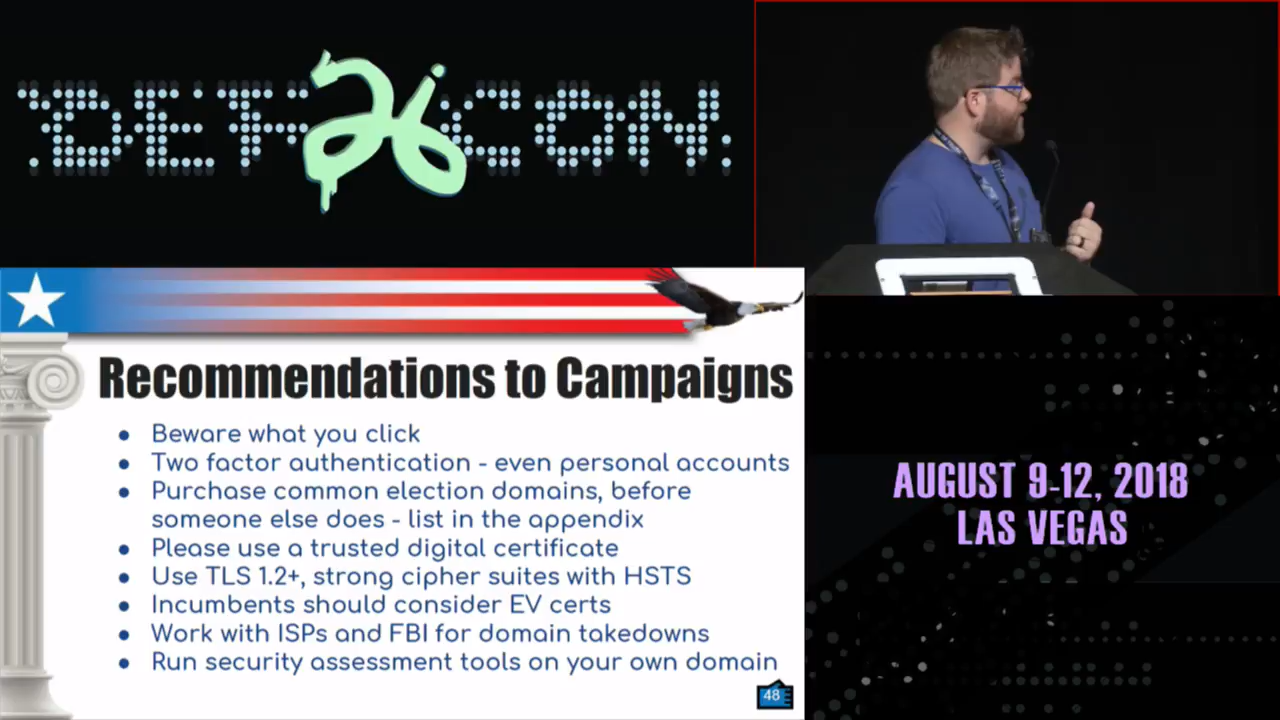 DEF 26 CON
Recommendations to Campaigns
● Beware what you click
● Two factor authentication - even personal accounts
● Purchase common election domains, before
someone else does - list in the appendix
● Please use a trusted digital certificate
● Use TLS 1.2+, strong cipher suites with HSTS
● Incumbents should consider EV certs
● Work with ISPs and FBI for domain takedowns
● Run security assessment tools on your own domain
48
AUGUST 9-12, 2018
LAS VEGAS